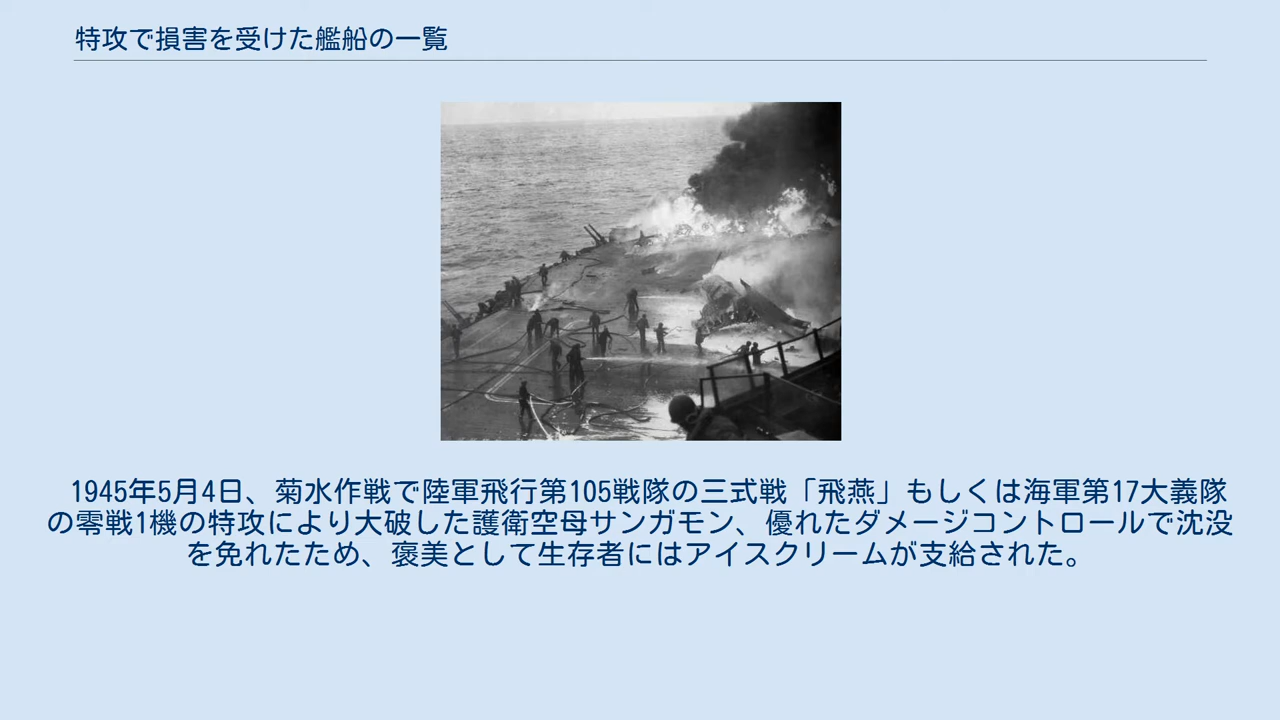 特攻で損害を受けた艦船の一覧
1945年5月4日、菊水作戦で陸軍飛行第105戦隊の三式戦「飛燕」もしくは海軍第17大義隊
の零戦1機の特攻により大破した護衛空母サンガモン、優れたダメージコントロールで沈没
を免れたため、褒美として生存者にはアイスクリームが支給された。